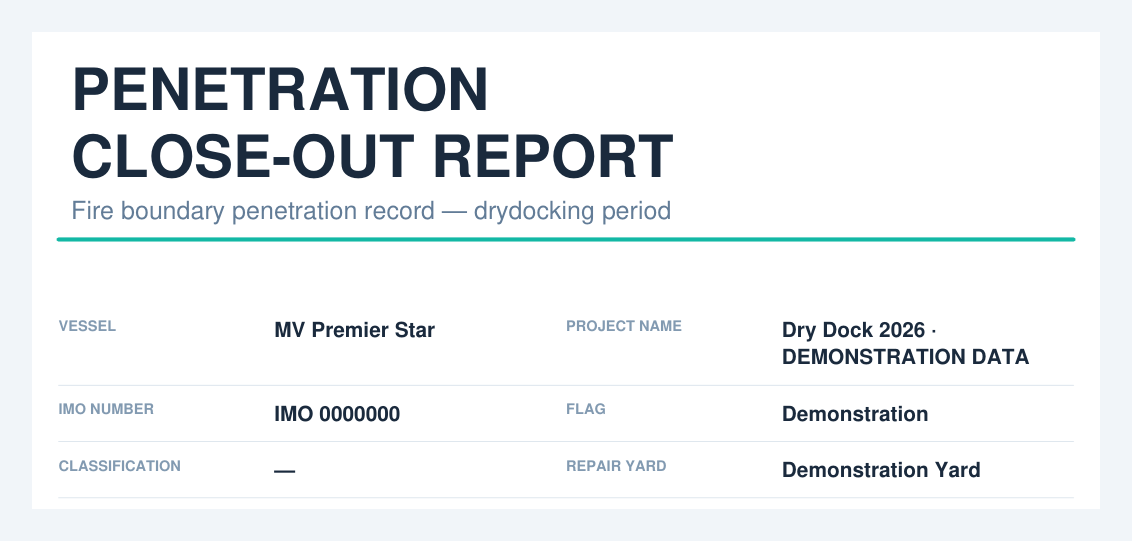 PENETRATION
CLOSE-OUT REPORT
Fire boundary penetration record — drydocking period
VESSEL MV Premier Star PROJECT NAME Dry Dock 2026 ·
DEMONSTRATION DATA
IMO NUMBER IMO 0000000 FLAG Demonstration
CLASSIFICATION — REPAIR YARD Demonstration Yard